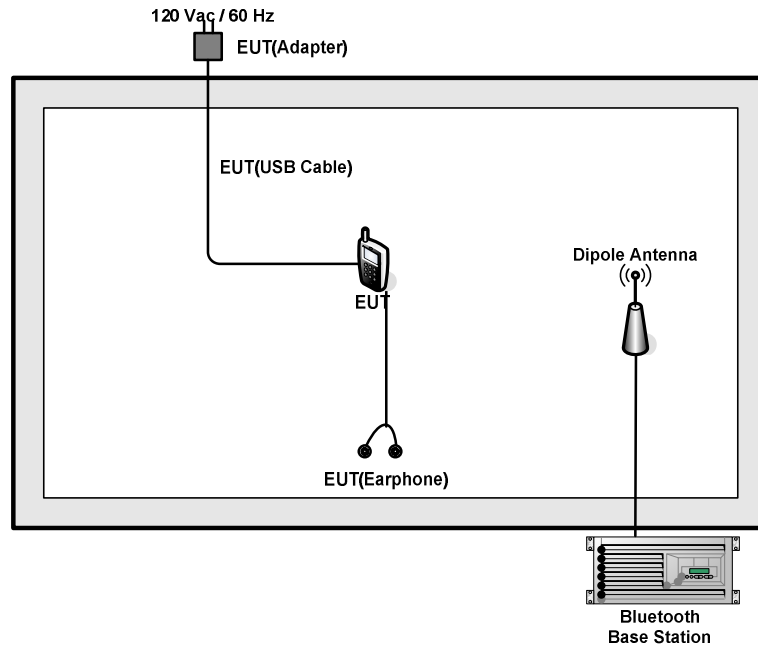 120 Vac / 60 Hz
EUT(Adapter)
EUT(USB Cable)
Dipole Antenna
EUT
EUT(Earphone)
Bluetooth
Base Station